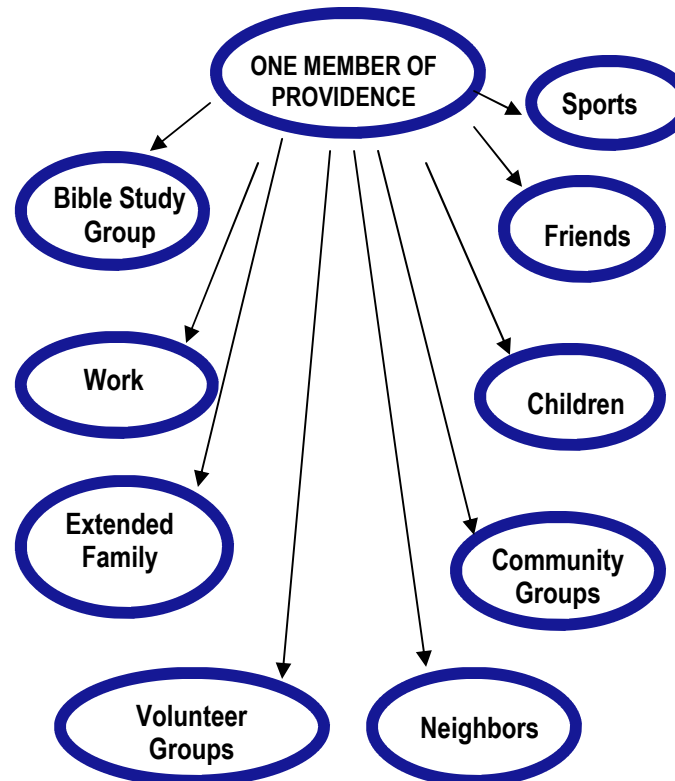 ONE MEMBER OF
PROVIDENCE
Sports
Bible Study
Group
Friends
Work
Children
Extended
Family
Community
Groups
Volunteer
Groups
Neighbors